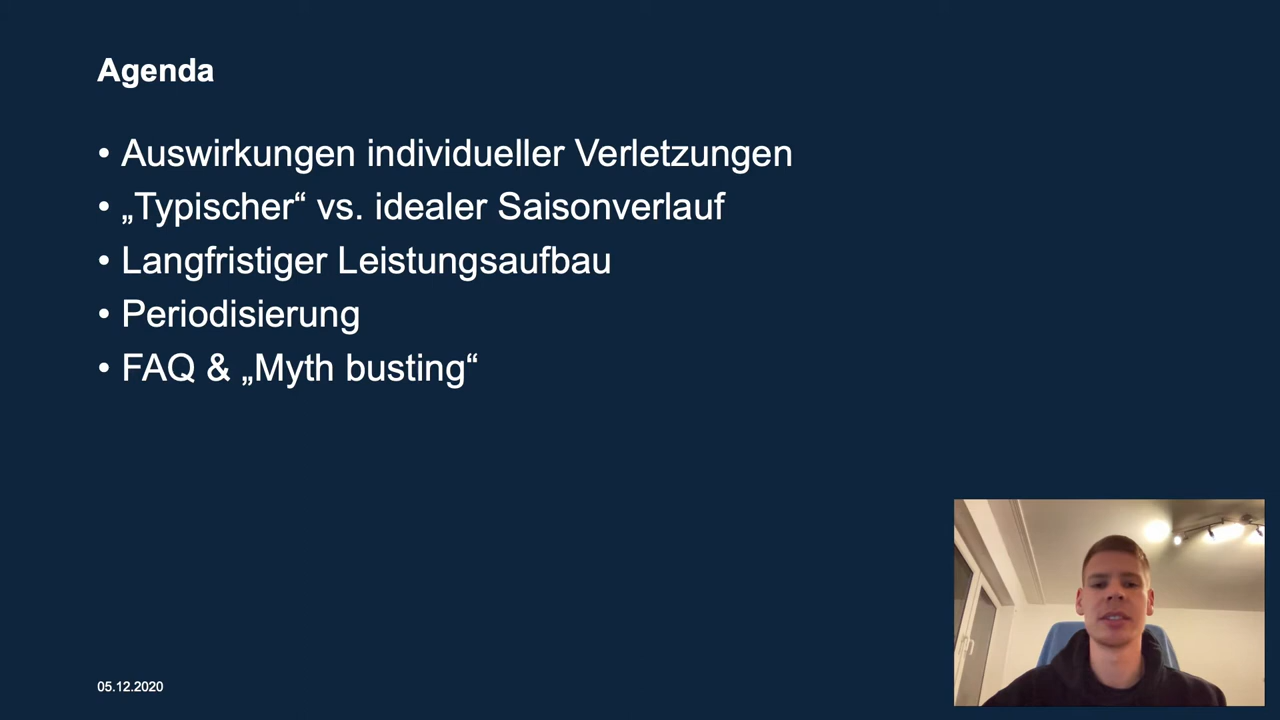 Agenda
• Auswirkungen individueller Verletzungen
• „Typischer“ vs. idealer Saisonverlauf
• Langfristiger Leistungsaufbau
• Periodisierung
• FAQ & „Myth busting“
05.12.2020